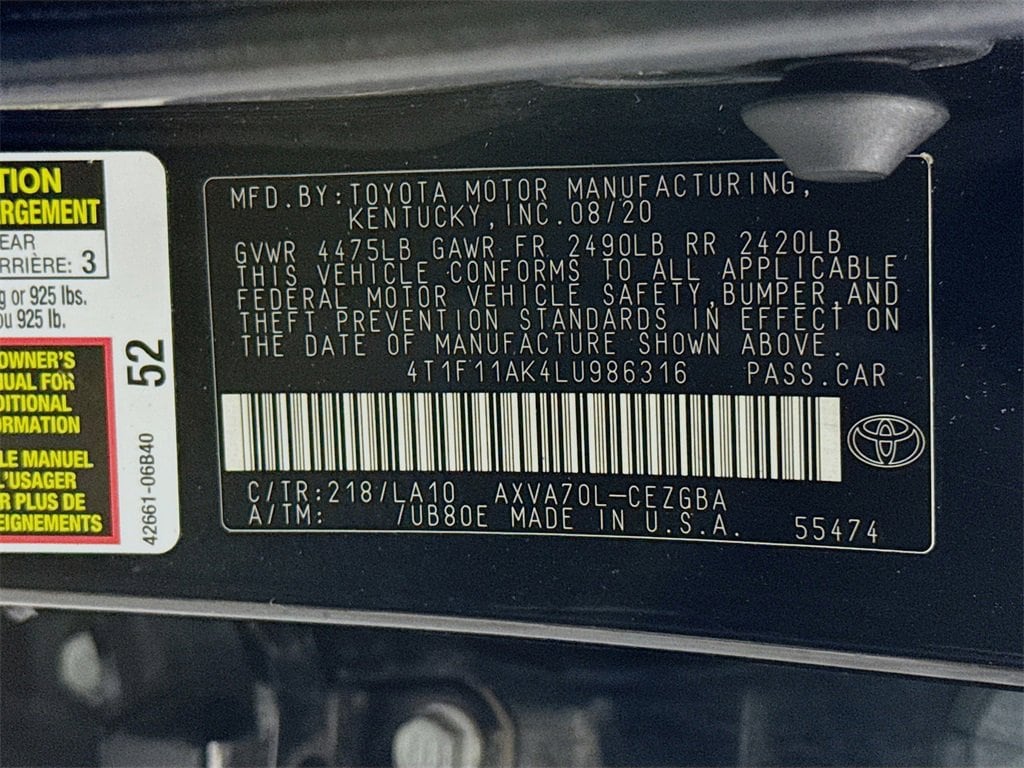 TION
RGEMENT
EAR
RRIÈRE: 3
g or 925 lbs.
ou 925 lb.
OWNER'S
NUAL FOR
DDITIONAL
ORMATION
LE MANUEL
L'USAGER
R PLUS DE
EIGNEMENTS
52
42661-06B40
MFD.BY:TOYOTA MOTOR MANUFACTURING,
KENTUCKY,INC.08/20
GVWR 4475LB GAWR FR 2490LB RR 2420LB
THIS VEHICLE CONFORMS TO ALL APPLICABLE
FEDERAL MOTOR VEHICLE SAFETY,BUMPER,AND
THEFT PREVENTION STANDARDS IN EFFECT ON
THE DATE OF MANUFACTURE SHOWN ABOVE.
4T1F11AK4LU986316 PASS.CAR
C/TR:218/LA10 AXVA70L-CEZGBA
A/TM: 7UB80E MADE IN U.S.A. 55474